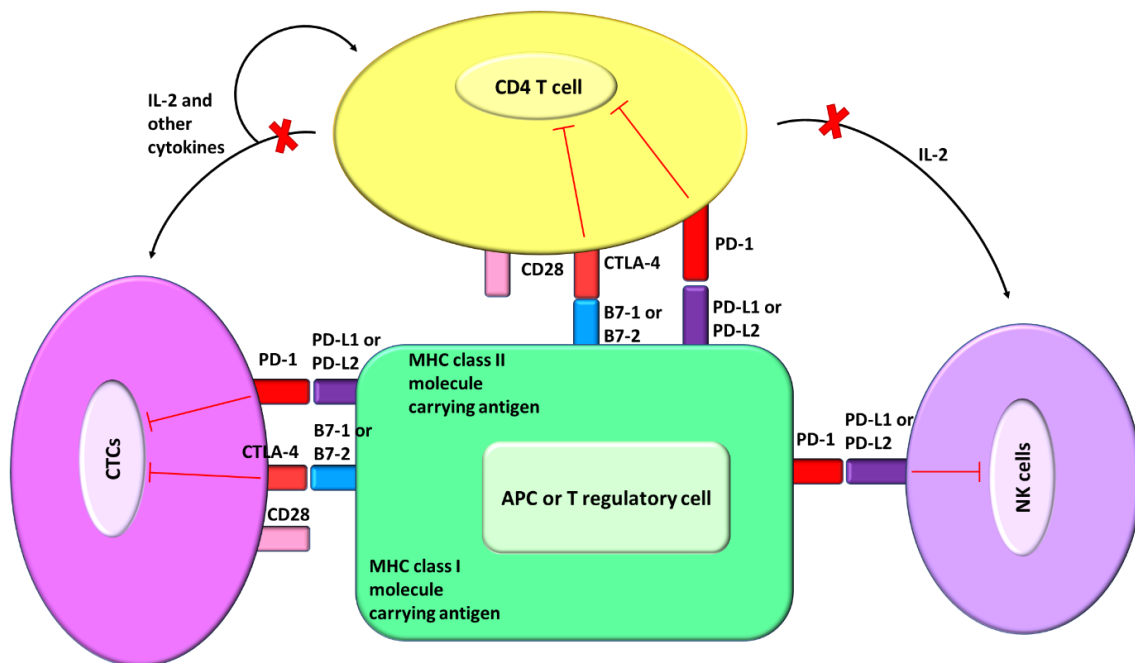 CD4 T cell
IL-2 and
other
cytokines
IL-2
CD28
CTLA-4
PD-1
B7-1 or
B7-2
PD-L1 or
PD-L2
PD-1
PD-L1 or
PD-L2
MHC class II
molecule
carrying antigen
CTCs
CTLA-4
B7-1 or
B7-2
CD28
APC or T regulatory cell
PD-1
PD-L1 or
PD-L2
NK cells
MHC class I
molecule
carrying antigen